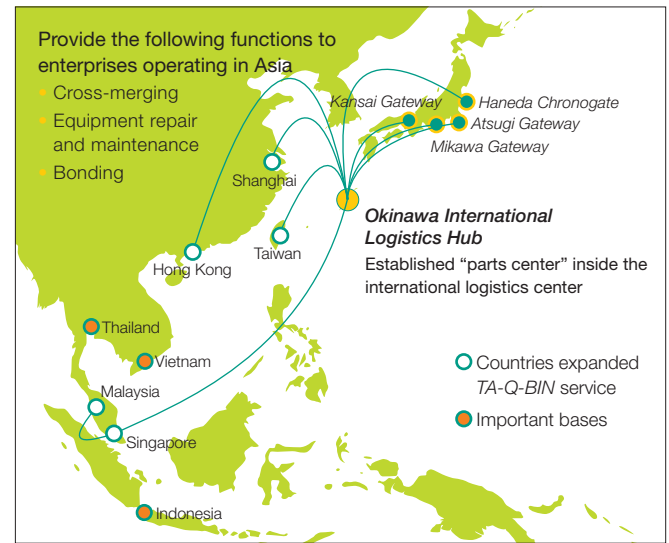 Provide the following functions to
enterprises operating in Asia
Cross-merging
Equipment repair
and maintenance
Bonding
Kansai Gateway
Haneda Chronogate
Atsugi Gateway
Mikawa Gateway
Shanghai
Okinawa International
Logistics Hub
Established “parts center” inside the
international logistics center
Taiwan
Hong Kong
Thailand
Vietnam
Malaysia
Singapore
Indonesia
Countries expanded
TA-Q-BIN service
Important bases